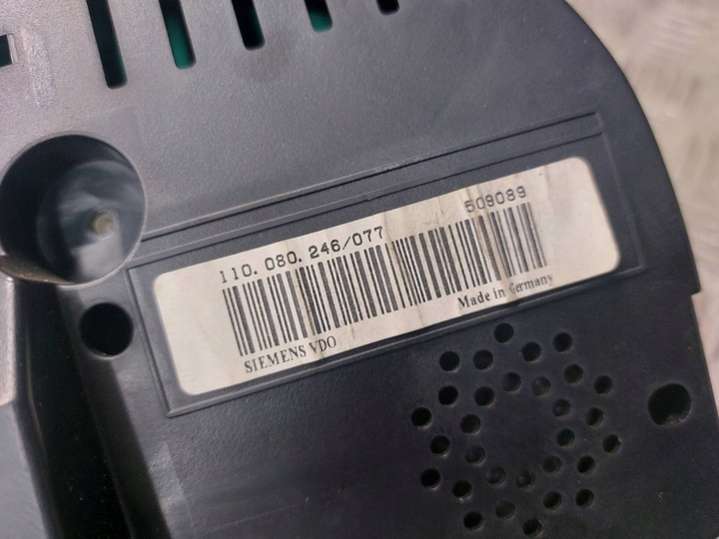 110.080.246/077 509089
SIEMENS VDO Made in Germany